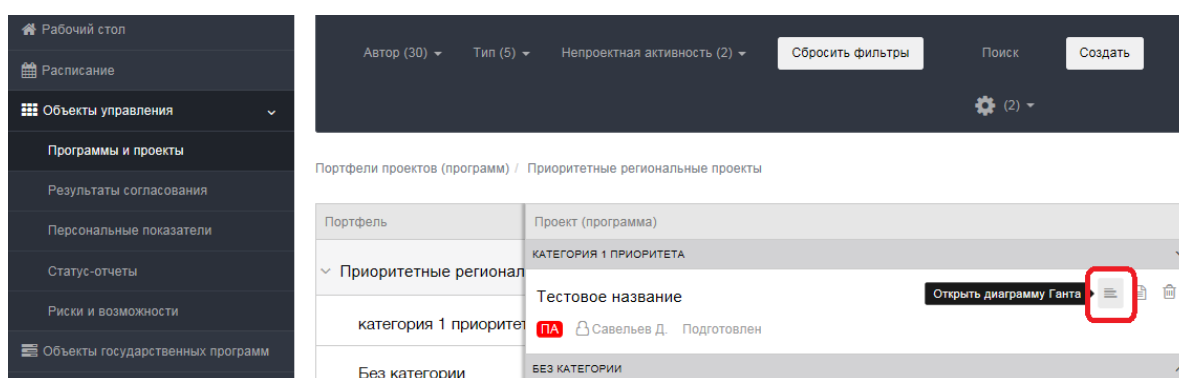 Рабочий стол
Расписание
Объекты управления
Программы и проекты
Результаты согласования
Персональные показатели
Статус-отчеты
Риски и возможности
Объекты государственных программ
Автор (30) Тип (5) Непроектная активность (2) Сбросить фильтры Поиск Создать
(2)
Портфели проектов (программ) / Приоритетные региональные проекты
Портфель Проект (программа)
КАТЕГОРИЯ 1 ПРИОРИТЕТА
Приоритетные регионал
Тестовое название Открыть диаграмму Ганта
категория 1 приоритет
ПА Савельев Д. Подготовлен
Без категории
БЕЗ КАТЕГОРИИ